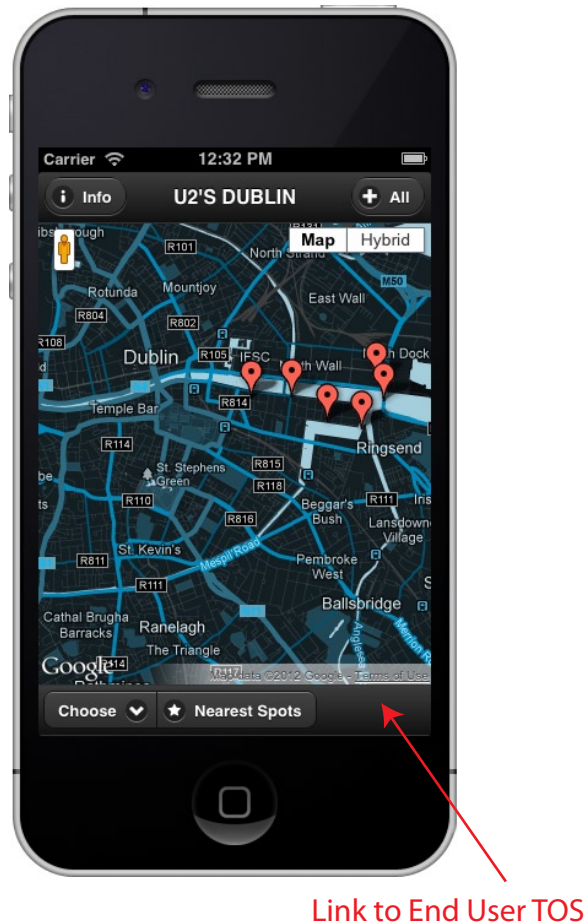 Carrier 12:32 PM
i Info U2'S DUBLIN + All
Map Hybrid
R101
North Strand
M50
Rotunda
Mountjoy
East Wall
R804
R802
R108
Dublin
R105
IFSC
Dock
Temple Bar
R814
R114
Ringsend
St. Stephens
Green
R815
R118
R110
Beggar's
Bush
R111
R816
Lansdowne
Village
St. Kevin's
Mespil Road
R811
Pembroke
West
R111
Ballsbridge
Cathal Brugha
Barracks
Ranelagh
The Triangle
Anglesea
Merrion
Google
R117
Map data ©2012 Google - Terms of Use
Choose Nearest Spots
Link to End User TOS